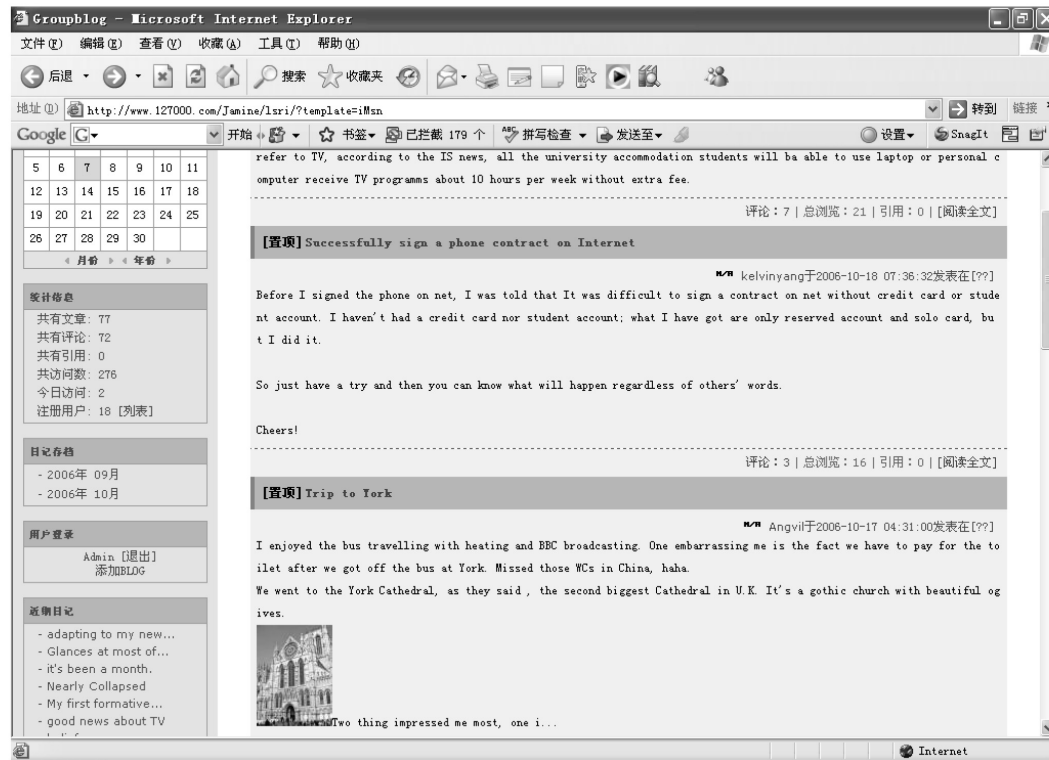 Groupblog - Microsoft Internet Explorer
文件(F) 编辑(E) 查看(V) 收藏(A) 工具(T) 帮助(H)
后退 搜索 收藏夹
地址(D) http://www.127000.com/Jamine/lsri/?template=iMsn 转到 链接
Google G 开始 书签 已拦截 179 个 ABC 拼写检查 发送至 设置 SnagIt
5 6 7 8 9 10 11
12 13 14 15 16 17 18
19 20 21 22 23 24 25
26 27 28 29 30
月份 年份
统计信息
共有文章: 77
共有评论: 72
共有引用: 0
共访问数: 276
今日访问: 2
注册用户: 18 [列表]
日记存档
- 2006年 09月
- 2006年 10月
用户登录
Admin [退出]
添加BLOG
近期日记
- adapting to my new...
- Glances at most of...
- it's been a month.
- Nearly Collapsed
- My first formative...
- good news about TV
refer to TV, according to the IS news, all the university accommodation students will ba able to use laptop or personal c
omputer receive TV programms about 10 hours per week without extra fee.
评论：7 | 总浏览：21 | 引用：0 | [阅读全文]
[置顶] Successfully sign a phone contract on Internet
kelvinyang于2006-10-18 07:36:32发表在[??]
Before I signed the phone on net, I was told that It was difficult to sign a contract on net without credit card or stude
nt account. I haven't had a credit card nor student account; what I have got are only reserved account and solo card, bu
t I did it.
So just have a try and then you can know what will happen regardless of others' words.
Cheers!
评论：3 | 总浏览：16 | 引用：0 | [阅读全文]
[置顶] Trip to York
Angvil于2006-10-17 04:31:00发表在[??]
I enjoyed the bus travelling with heating and BBC broadcasting. One embarrassing me is the fact we have to pay for the to
ilet after we got off the bus at York. Missed those WCs in China, haha.
We went to the York Cathedral, as they said , the second biggest Cathedral in U.K. It's a gothic church with beautiful og
ives.
Two thing impressed me most, one i...
Internet